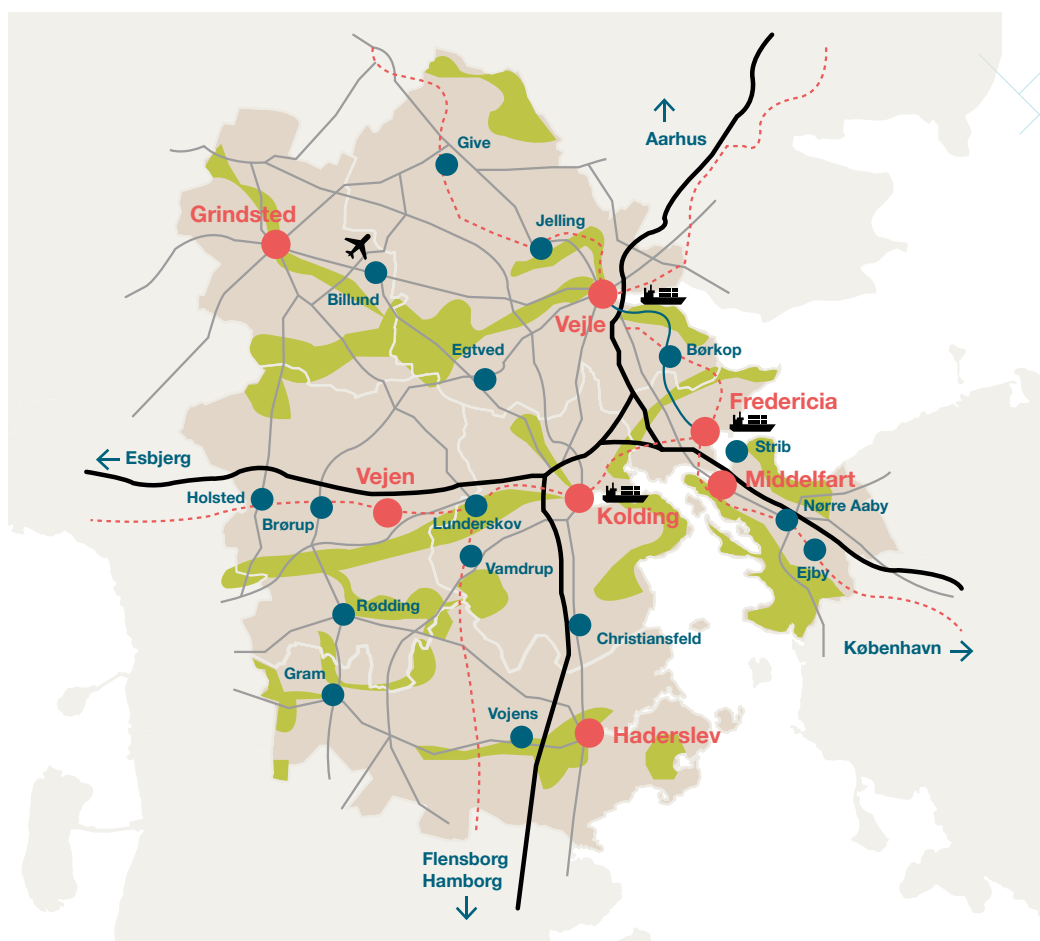 Aarhus
Give
Grindsted
Jelling
Billund
Vejle
Egtved
Børkop
Fredericia
Strib
Esbjerg
Vejen
Middelfart
Holsted
Nørre Aaby
Brørup
Lunderskov
Kolding
Vamdrup
Ejby
Rødding
Christiansfeld
København
Gram
Vojens
Haderslev
Flensborg
Hamborg